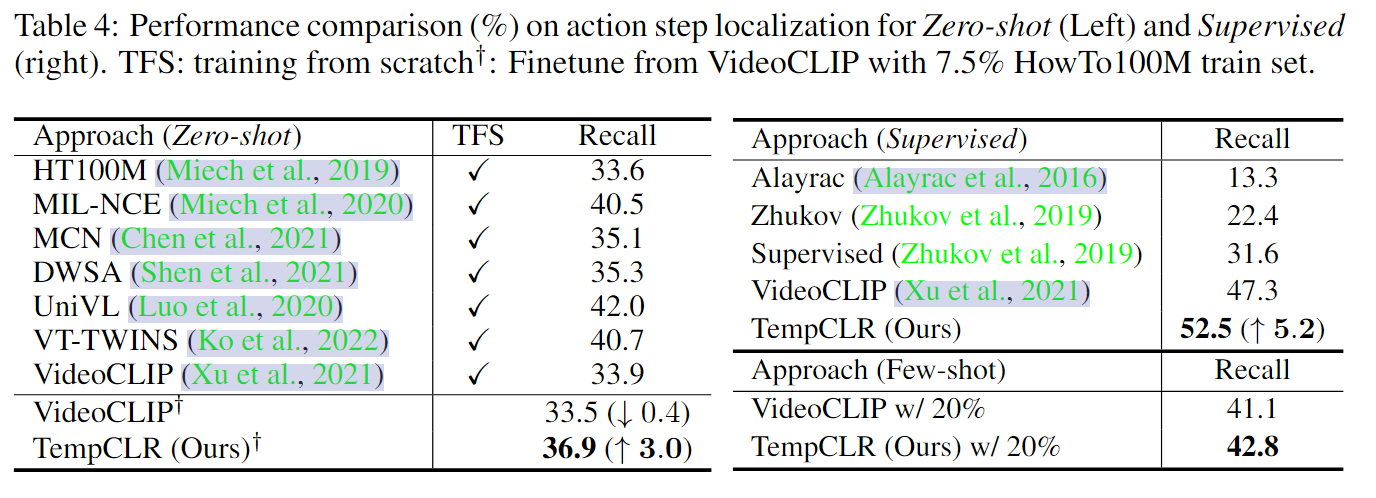 Table 4: Performance comparison (%) on action step localization for Zero-shot (Left) and Supervised
(right). TFS: training from scratch†: Finetune from VideoCLIP with 7.5% HowTo100M train set.
Approach (Zero-shot) TFS Recall
HT100M (Miech et al., 2019) ✓ 33.6
MIL-NCE (Miech et al., 2020) ✓ 40.5
MCN (Chen et al., 2021) ✓ 35.1
DWSA (Shen et al., 2021) ✓ 35.3
UniVL (Luo et al., 2020) ✓ 42.0
VT-TWINS (Ko et al., 2022) ✓ 40.7
VideoCLIP (Xu et al., 2021) ✓ 33.9
VideoCLIP† 33.5 (↓ 0.4)
TempCLR (Ours)† 36.9 (↑ 3.0)
Approach (Supervised) Recall
Alayrac (Alayrac et al., 2016) 13.3
Zhukov (Zhukov et al., 2019) 22.4
Supervised (Zhukov et al., 2019) 31.6
VideoCLIP (Xu et al., 2021) 47.3
TempCLR (Ours) 52.5 (↑ 5.2)
Approach (Few-shot) Recall
VideoCLIP w/ 20% 41.1
TempCLR (Ours) w/ 20% 42.8